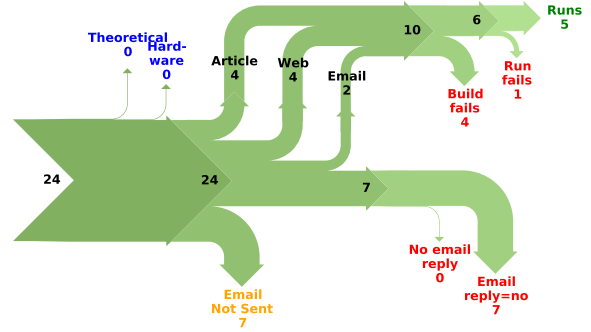 Theoretical
0
Hard-
ware
0
Article
4
Web
4
Email
2
10
6
Runs
5
Run
fails
1
Build
fails
4
24
24
7
No email
reply
0
Email
reply=no
7
Email
Not Sent
7